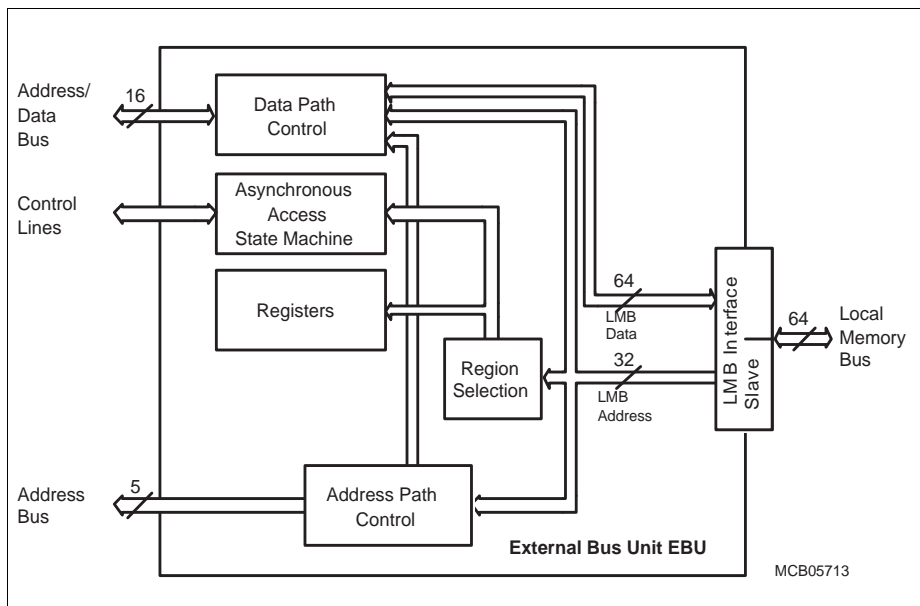 Address/
Data
Bus
16
Data Path
Control
Control
Lines
Asynchronous
Access
State Machine
Registers
64
LMB
Data
Region
Selection
32
LMB
Address
LMB Interface
Slave
64
Local
Memory
Bus
Address
Bus
5
Address Path
Control
External Bus Unit EBU
MCB05713